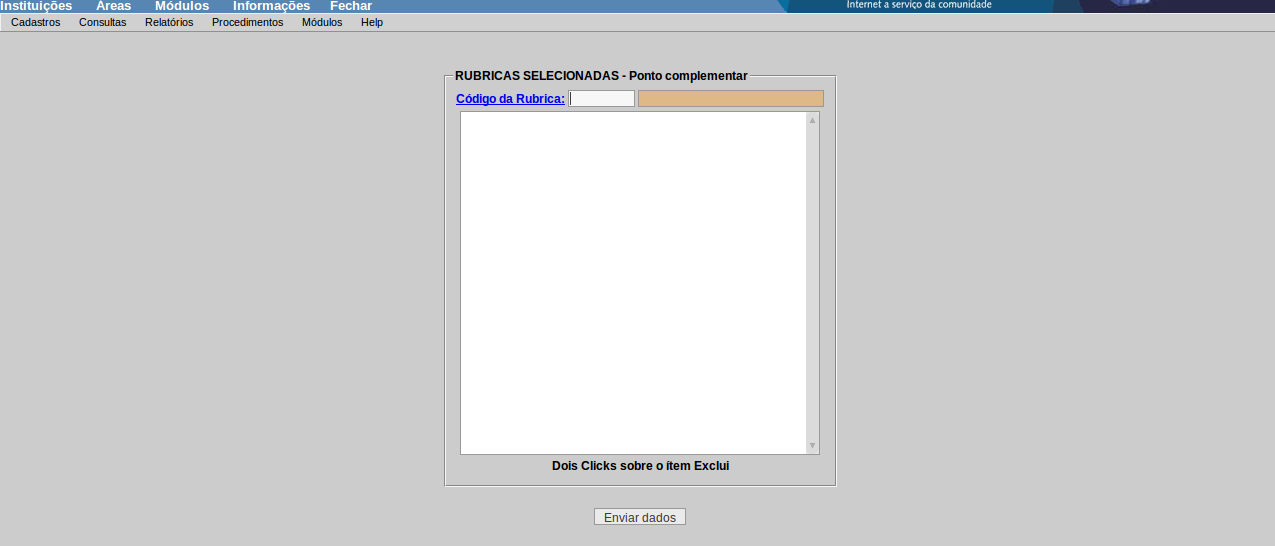 Instituições Áreas Módulos Informações Fechar
Internet a serviço da comunidade
Cadastros Consultas Relatórios Procedimentos Módulos Help
RUBRICAS SELECIONADAS - Ponto complementar
Código da Rubrica:
Dois Clicks sobre o ítem Exclui
Enviar dados